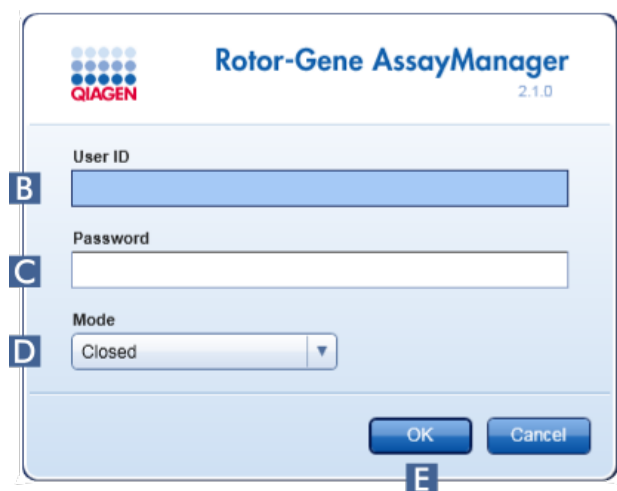 QIAGEN
Rotor-Gene AssayManager
2.1.0
User ID
B
Password
C
Mode
D
Closed
OK
Cancel
E